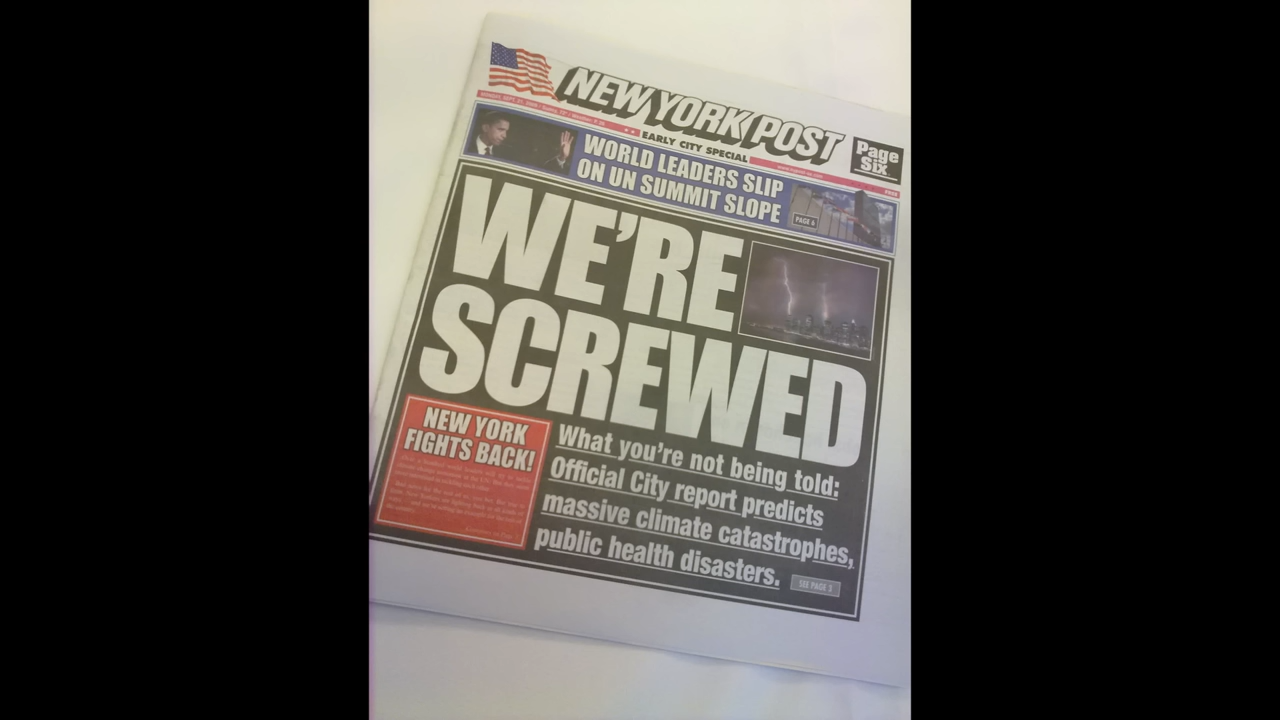 NEW YORK POST
EARLY CITY SPECIAL
Page
Six
FREE
WORLD LEADERS SLIP
ON UN SUMMIT SLOPE
PAGE 6
WE'RE
SCREWED
NEW YORK
FIGHTS BACK!
What you're not being told:
Official City report predicts
massive climate catastrophes,
public health disasters.
SEE PAGE 3